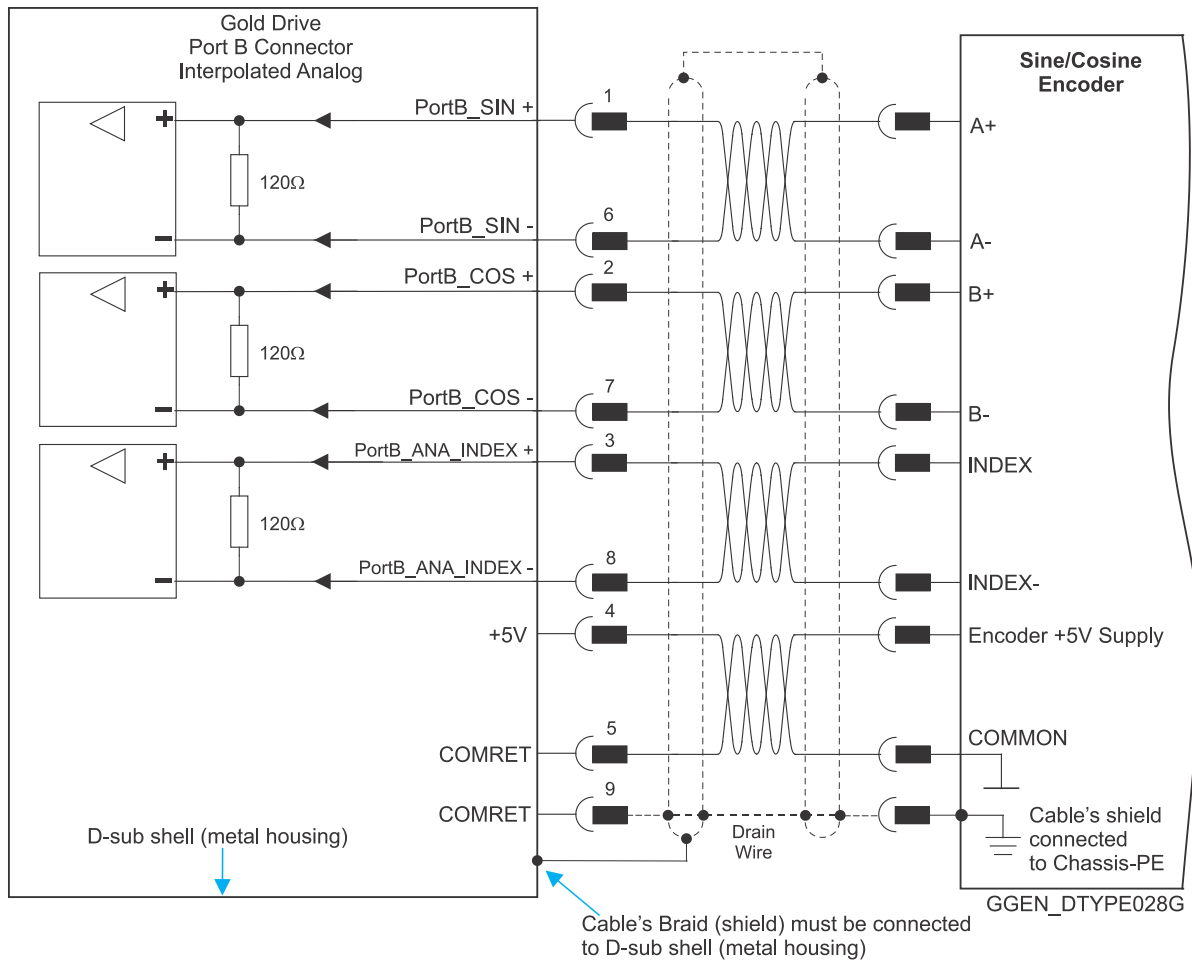 Gold Drive
Port B Connector
Interpolated Analog
Sine/Cosine
Encoder
PortB_SIN +
1
A+
120Ω
PortB_SIN -
6
A-
PortB_COS +
2
B+
120Ω
PortB_COS -
7
B-
PortB_ANA_INDEX +
3
INDEX
120Ω
PortB_ANA_INDEX -
8
INDEX-
+5V
4
Encoder +5V Supply
COMRET
5
COMMON
COMRET
9
Drain
Wire
Cable's shield
connected
to Chassis-PE
D-sub shell (metal housing)
GGEN_DTYPE028G
Cable's Braid (shield) must be connected
to D-sub shell (metal housing)